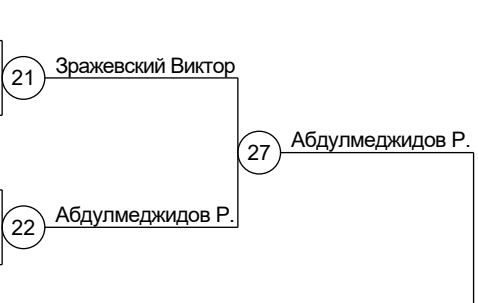 21 Зражевский Виктор
27 Абдулмеджидов Р.
22 Абдулмеджидов Р.